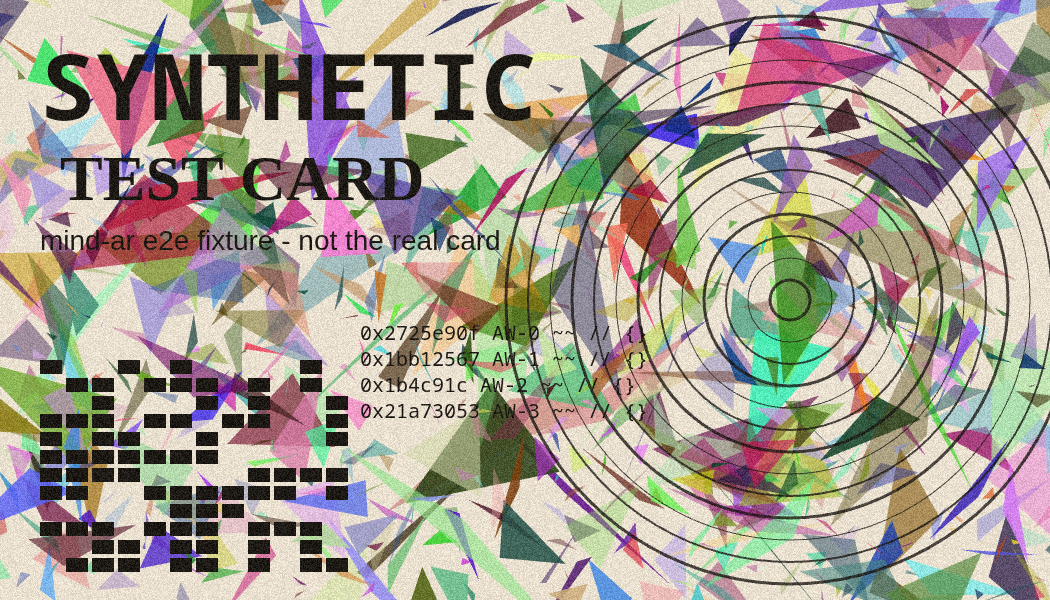 SYNTHETIC
TEST CARD
mind-ar e2e fixture - not the real card
0x2725e90f AW-0 ~~ // {}
0x1bb12567 AW-1 ~~ // {}
0x1b4c91c AW-2 ~~ // {}
0x21a73053 AW-3 ~~ // {}